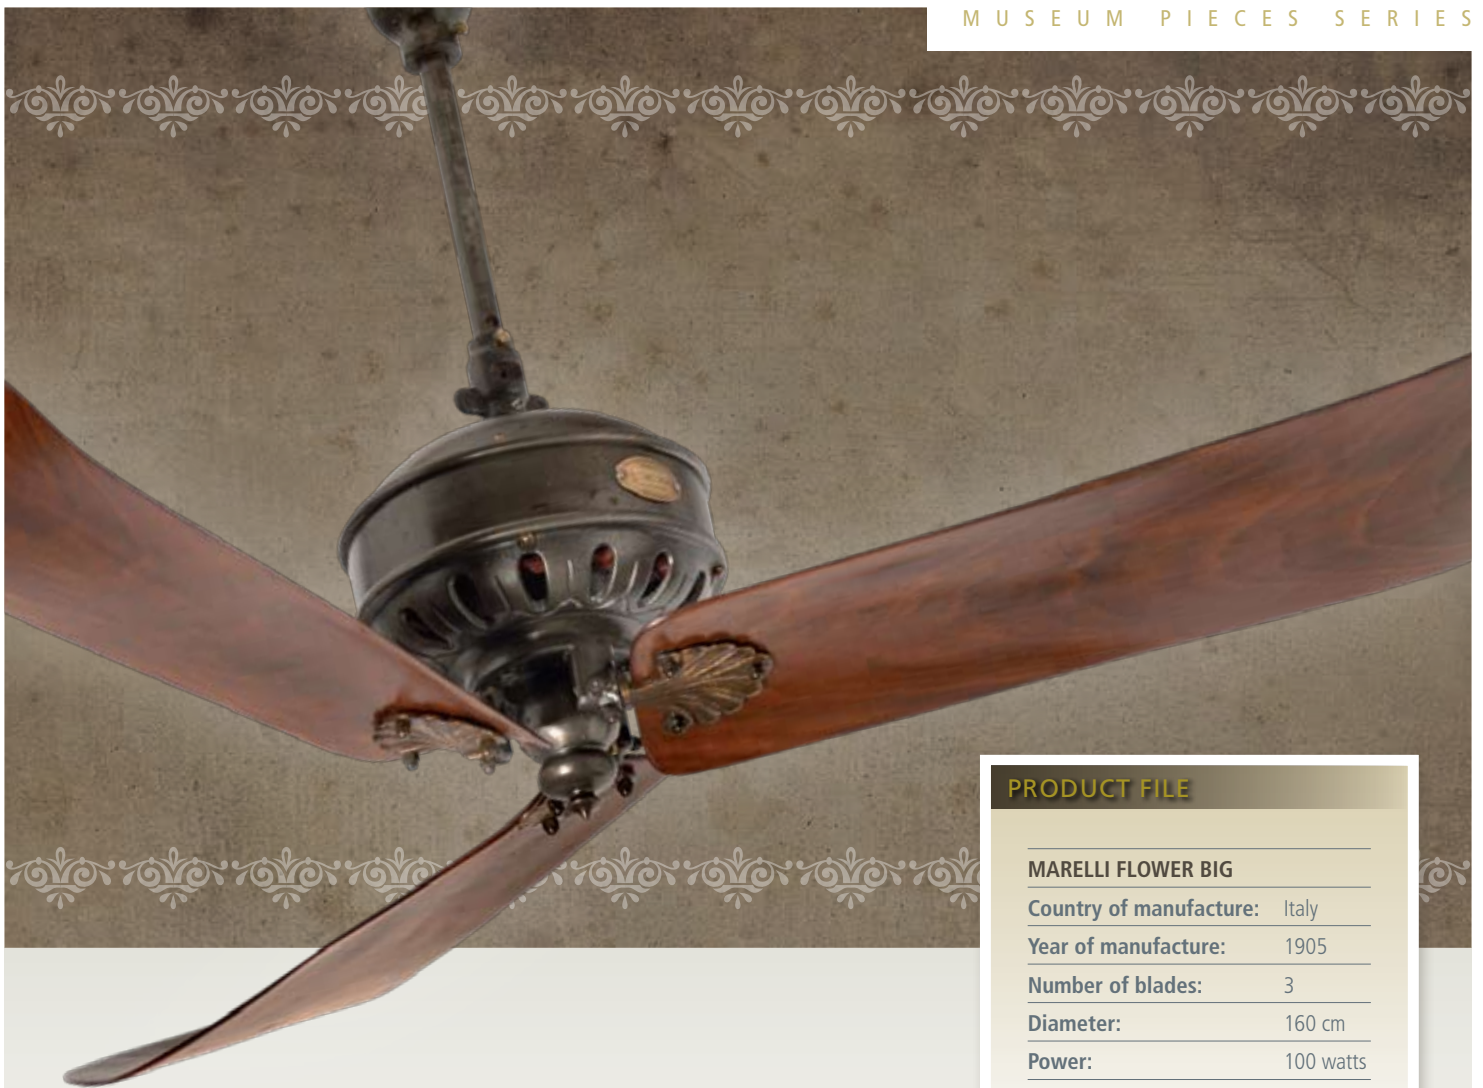 MUSEUM PIECES SERIES
PRODUCT FILE
MARELLI FLOWER BIG
Country of manufacture: Italy
Year of manufacture: 1905
Number of blades: 3
Diameter: 160 cm
Power: 100 watts